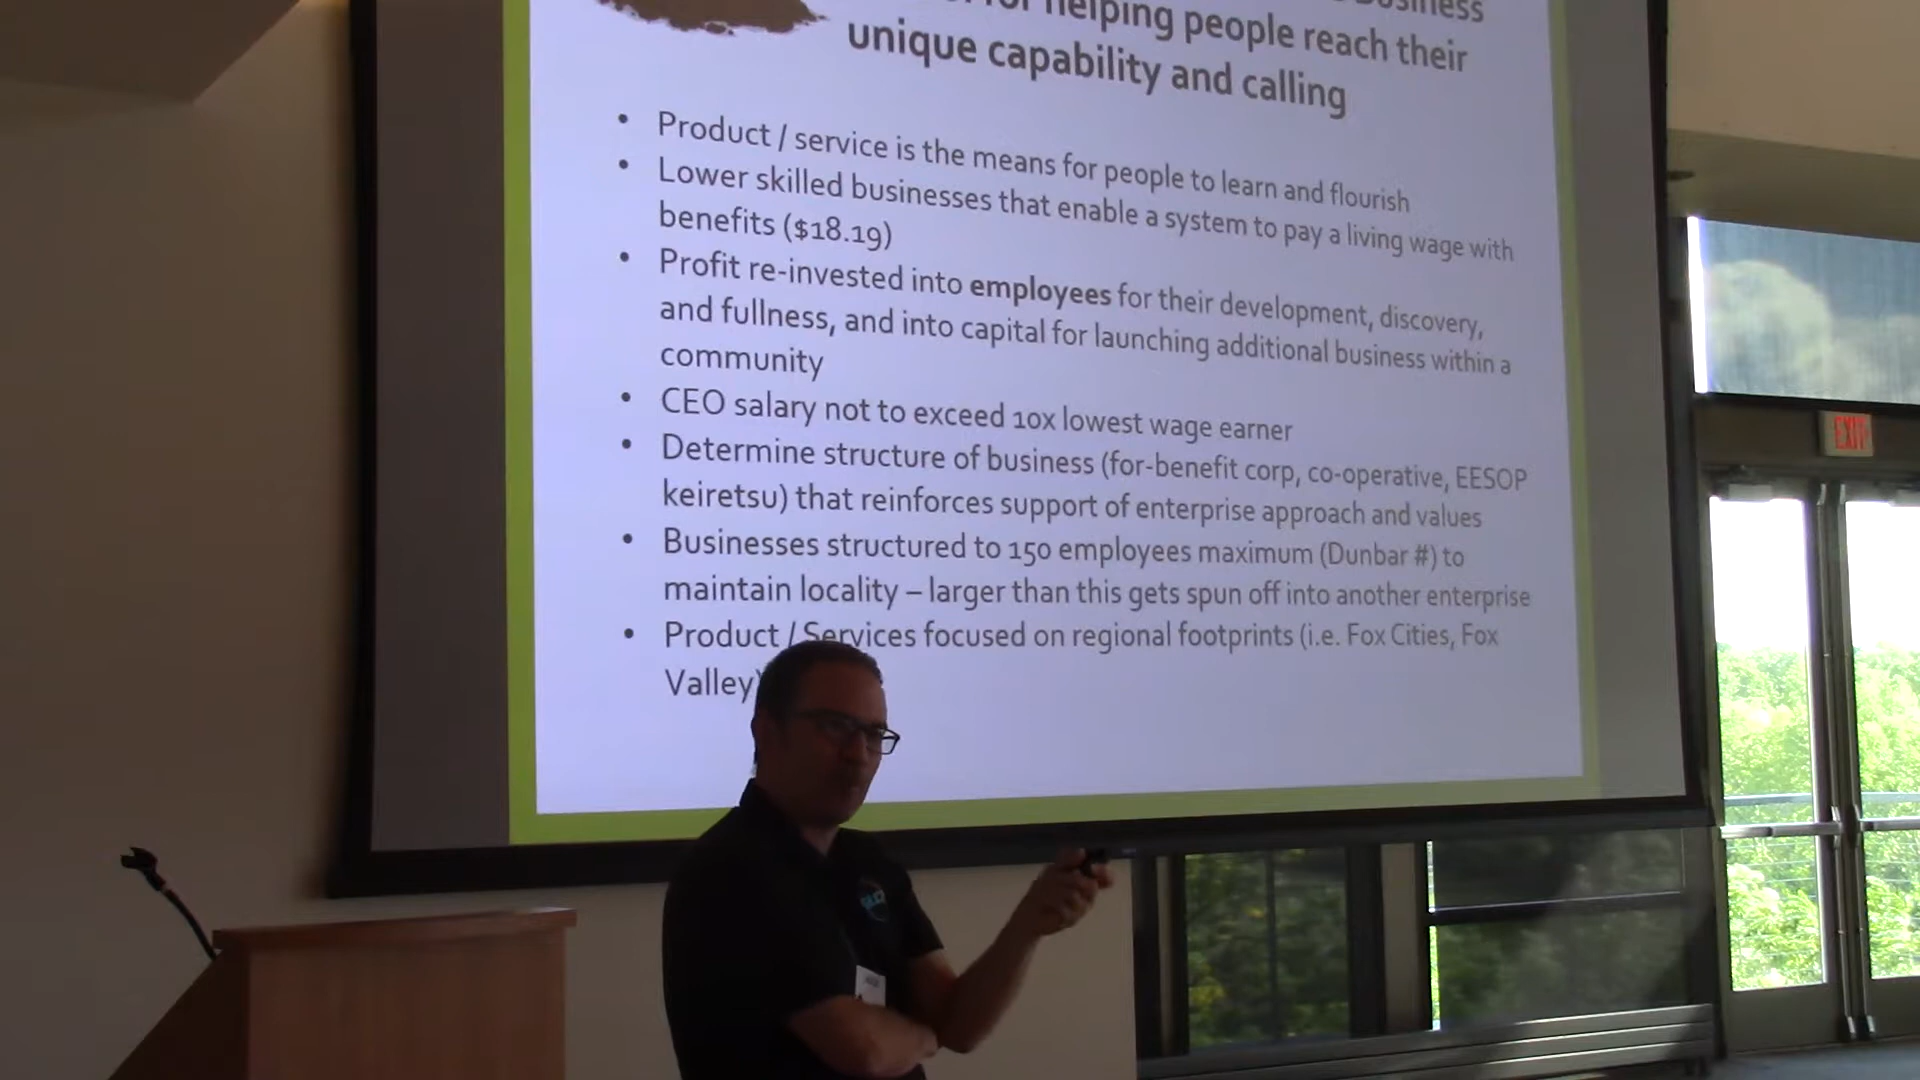 Business
for helping people reach their
unique capability and calling
• Product / service is the means for people to learn and flourish
• Lower skilled businesses that enable a system to pay a living wage with
benefits ($18.19)
• Profit re-invested into employees for their development, discovery,
and fullness, and into capital for launching additional business within a
community
• CEO salary not to exceed 10x lowest wage earner
• Determine structure of business (for-benefit corp, co-operative, EESOP
keiretsu) that reinforces support of enterprise approach and values
• Businesses structured to 150 employees maximum (Dunbar #) to
maintain locality – larger than this gets spun off into another enterprise
• Product / Services focused on regional footprints (i.e. Fox Cities, Fox
Valley)
EXIT